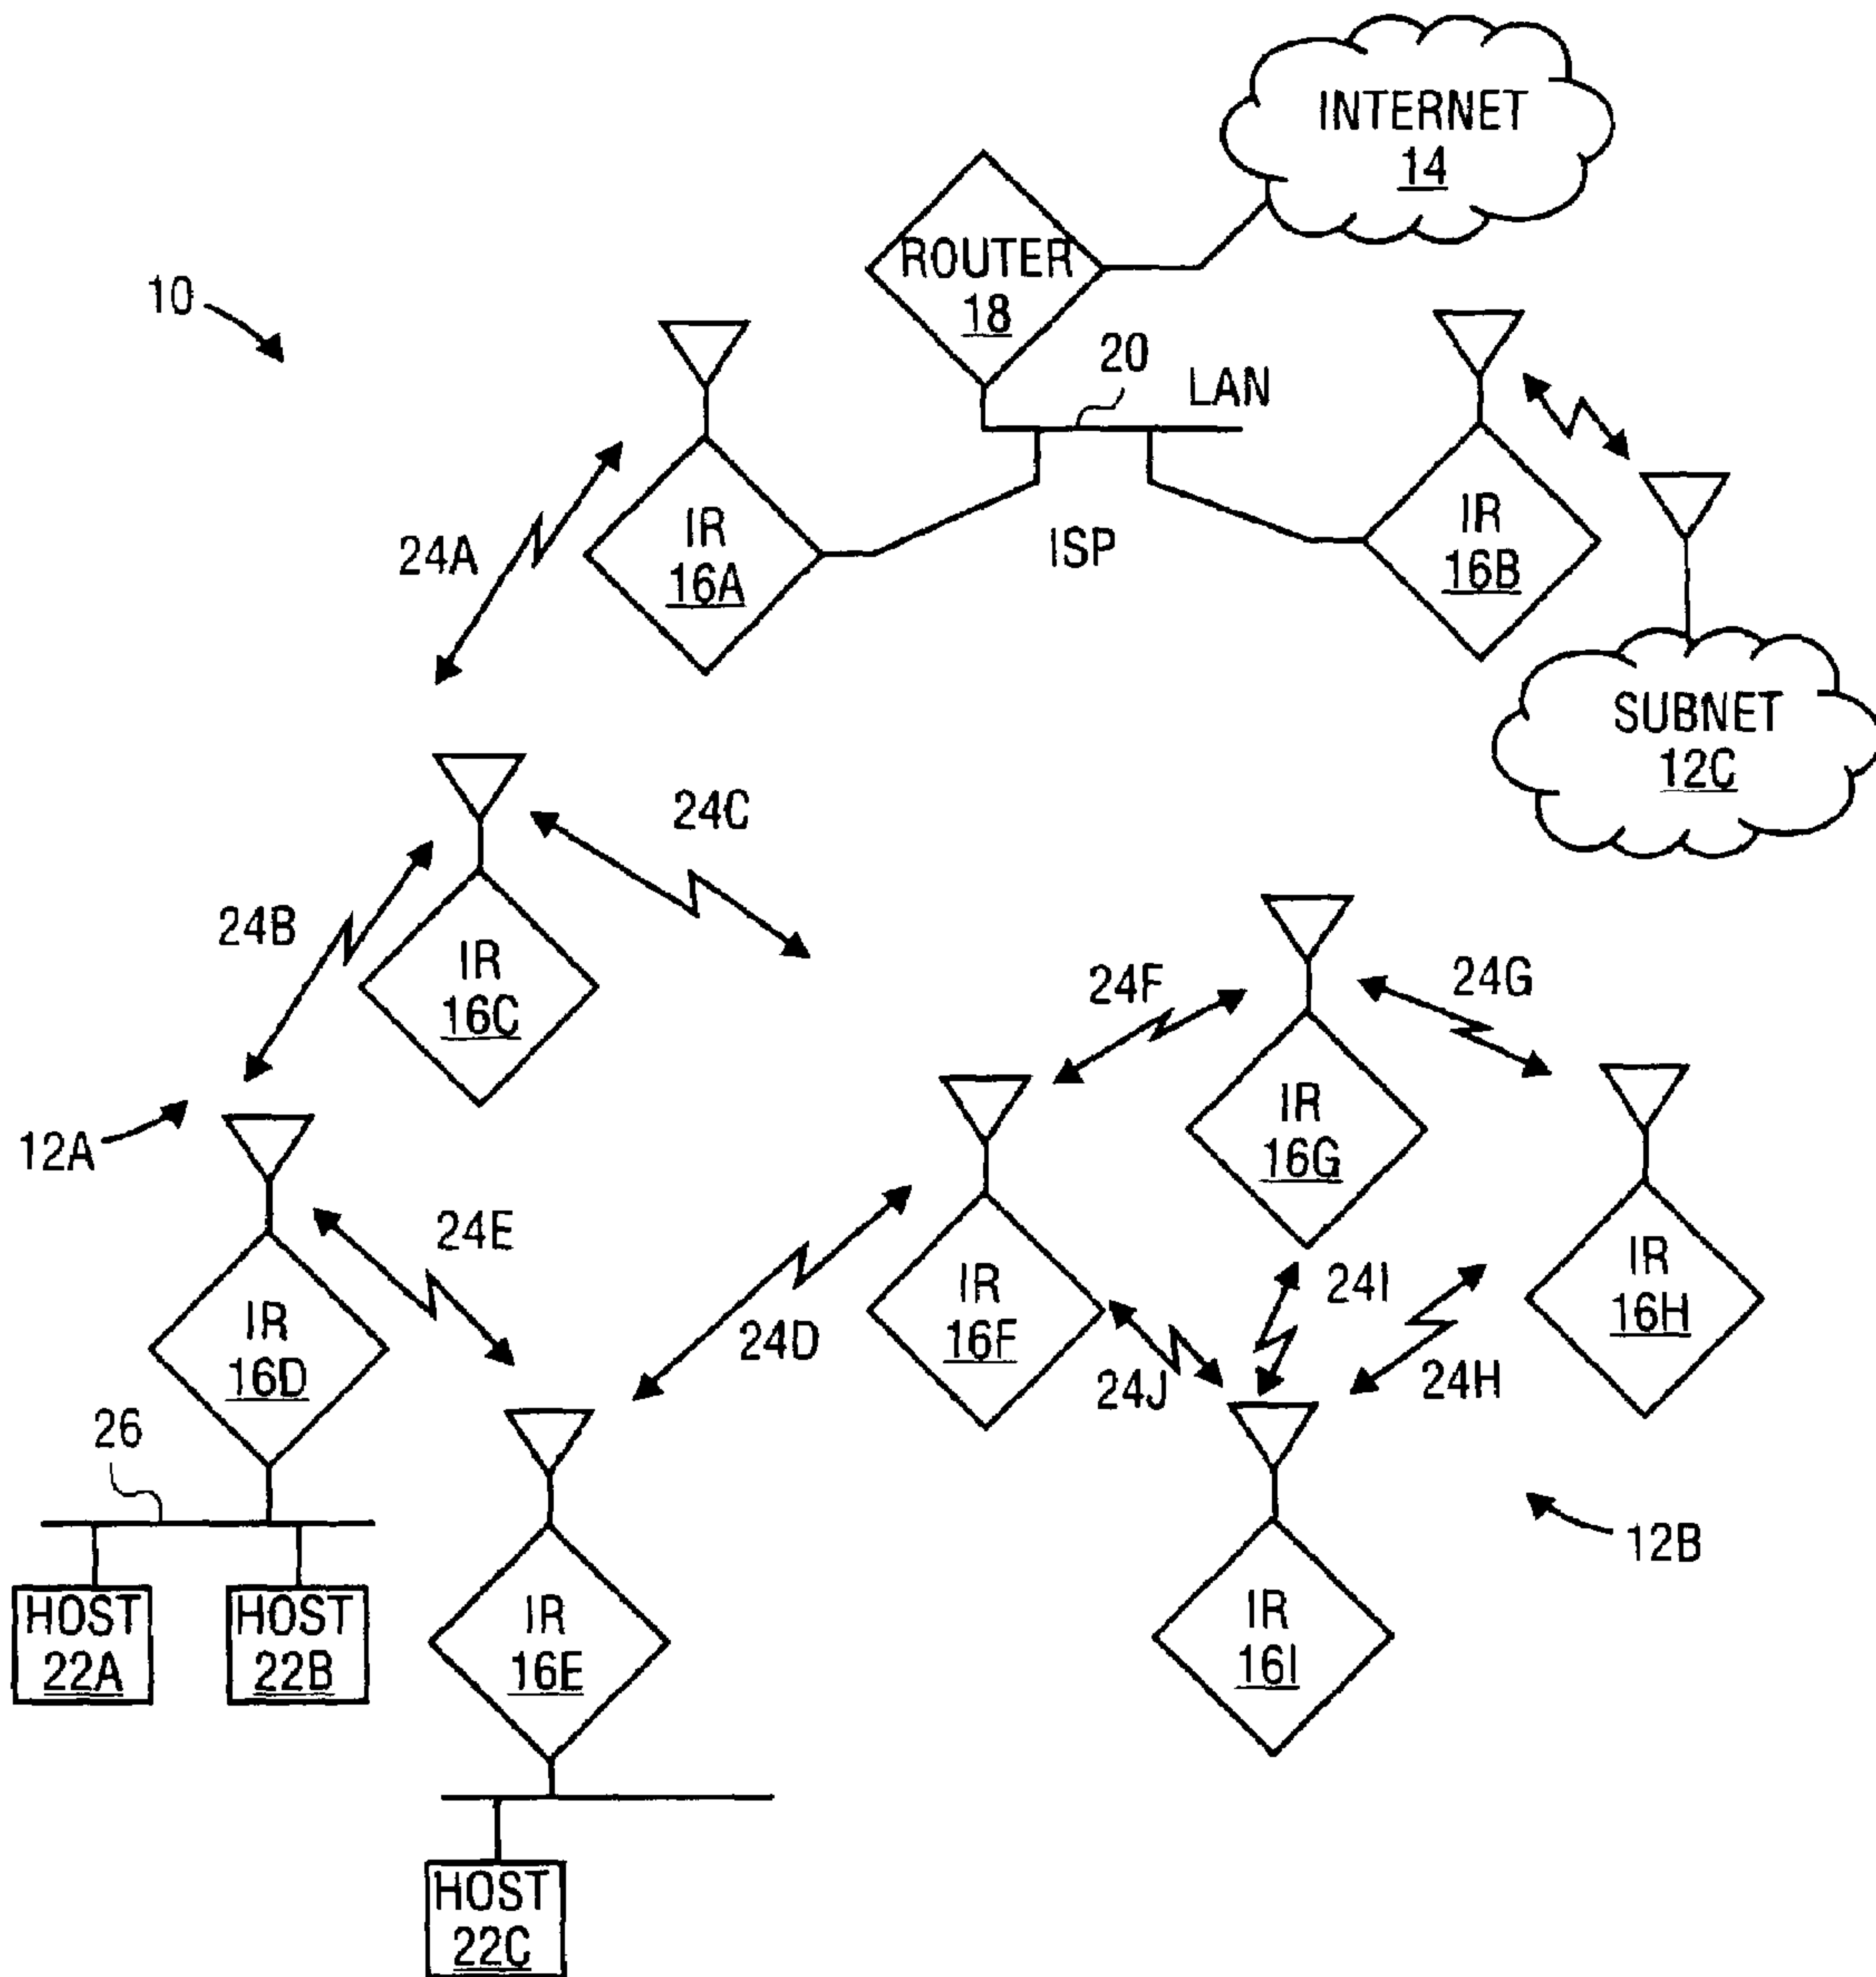 INTERNET
14
ROUTER
18
10
20
LAN
IR
16A
ISP
IR
16B
24A
SUBNET
12C
24C
24B
IR
16C
24F
24G
12A
IR
16G
24E
IR
16D
24D
IR
16F
24I
IR
16H
24J
24H
26
12B
HOST
22A
HOST
22B
IR
16E
IR
16I
HOST
22C